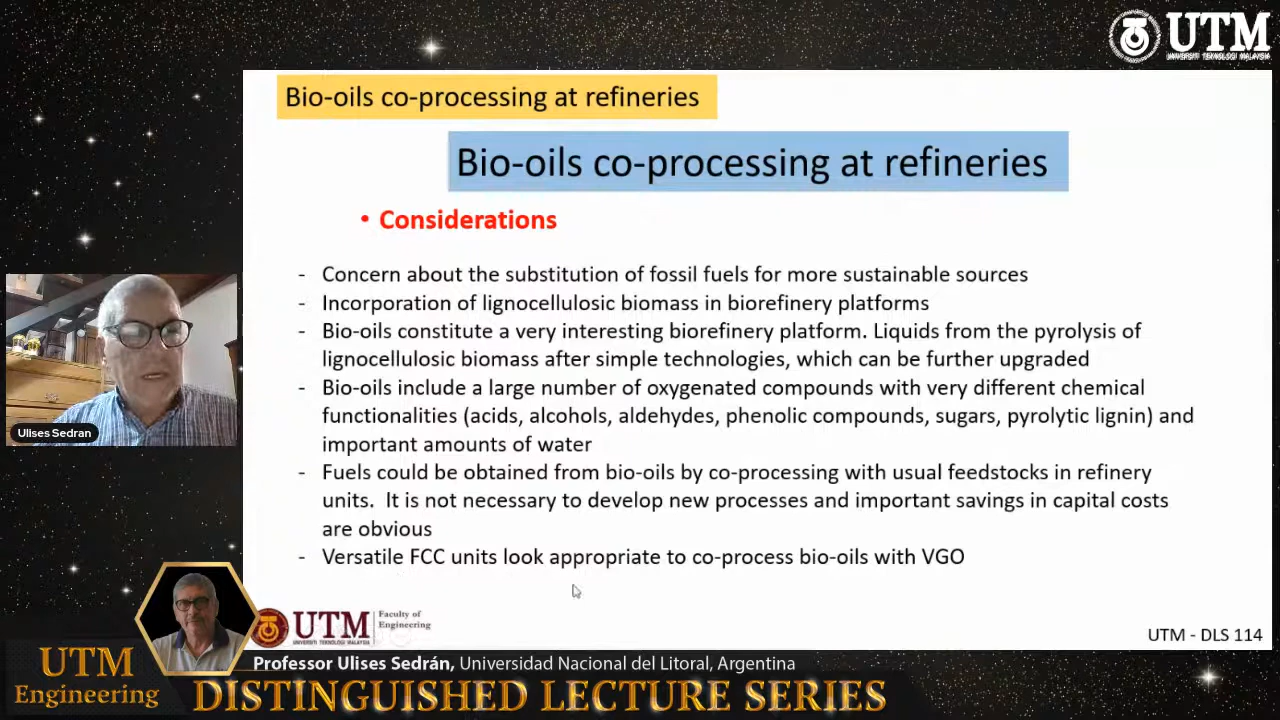 UTM
UNIVERSITI TEKNOLOGI MALAYSIA
Bio-oils co-processing at refineries
Bio-oils co-processing at refineries
• Considerations
- Concern about the substitution of fossil fuels for more sustainable sources
- Incorporation of lignocellulosic biomass in biorefinery platforms
- Bio-oils constitute a very interesting biorefinery platform. Liquids from the pyrolysis of
lignocellulosic biomass after simple technologies, which can be further upgraded
- Bio-oils include a large number of oxygenated compounds with very different chemical
functionalities (acids, alcohols, aldehydes, phenolic compounds, sugars, pyrolytic lignin) and
important amounts of water
- Fuels could be obtained from bio-oils by co-processing with usual feedstocks in refinery
units. It is not necessary to develop new processes and important savings in capital costs
are obvious
- Versatile FCC units look appropriate to co-process bio-oils with VGO
Ulises Sedran
UTM
UNIVERSITI TEKNOLOGI MALAYSIA
Faculty of
Engineering
UTM - DLS 114
Professor Ulises Sedrán, Universidad Nacional del Litoral, Argentina
UTM
Engineering
DISTINGUISHED LECTURE SERIES